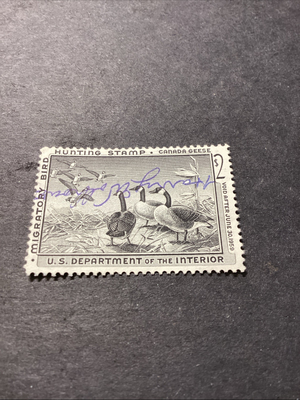 HUNTING STAMP · CANADA GEESE
MIGRATORY BIRD
$2 VOID AFTER JUNE 30, 1959
U. S. DEPARTMENT OF THE INTERIOR